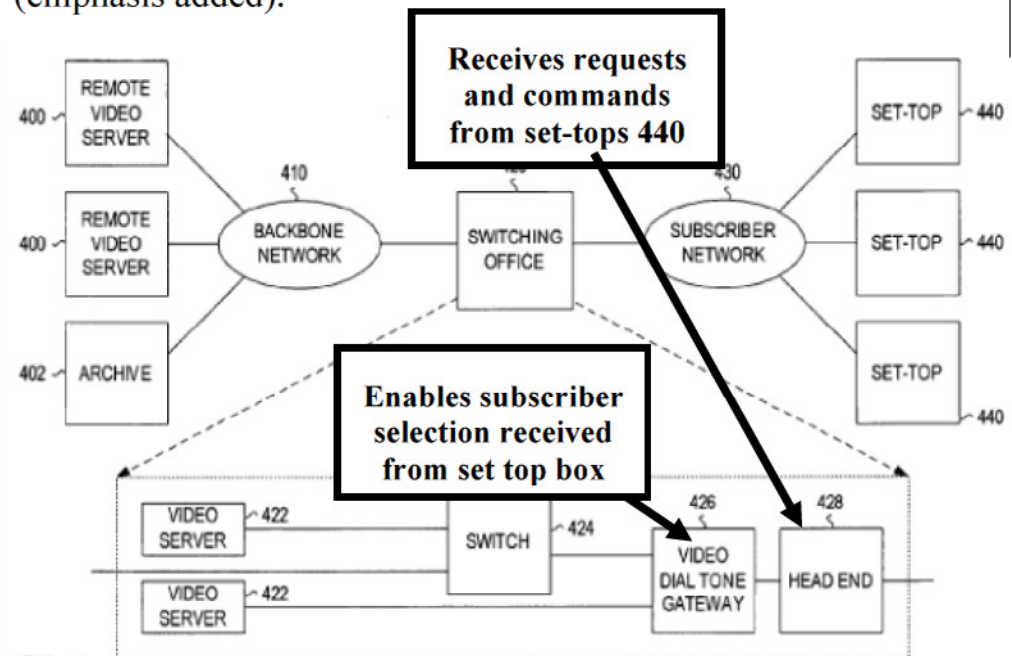 (emphasis added).
Receives requests
and commands
from set-tops 440
REMOTE
VIDEO
SERVER
400
REMOTE
VIDEO
SERVER
400
ARCHIVE
402
410
BACKBONE
NETWORK
SWITCHING
OFFICE
430
SUBSCRIBER
NETWORK
SET-TOP
440
SET-TOP
440
SET-TOP
440
Enables subscriber
selection received
from set top box
VIDEO
SERVER
422
VIDEO
SERVER
422
SWITCH
424
426
VIDEO
DIAL TONE
GATEWAY
428
HEAD END